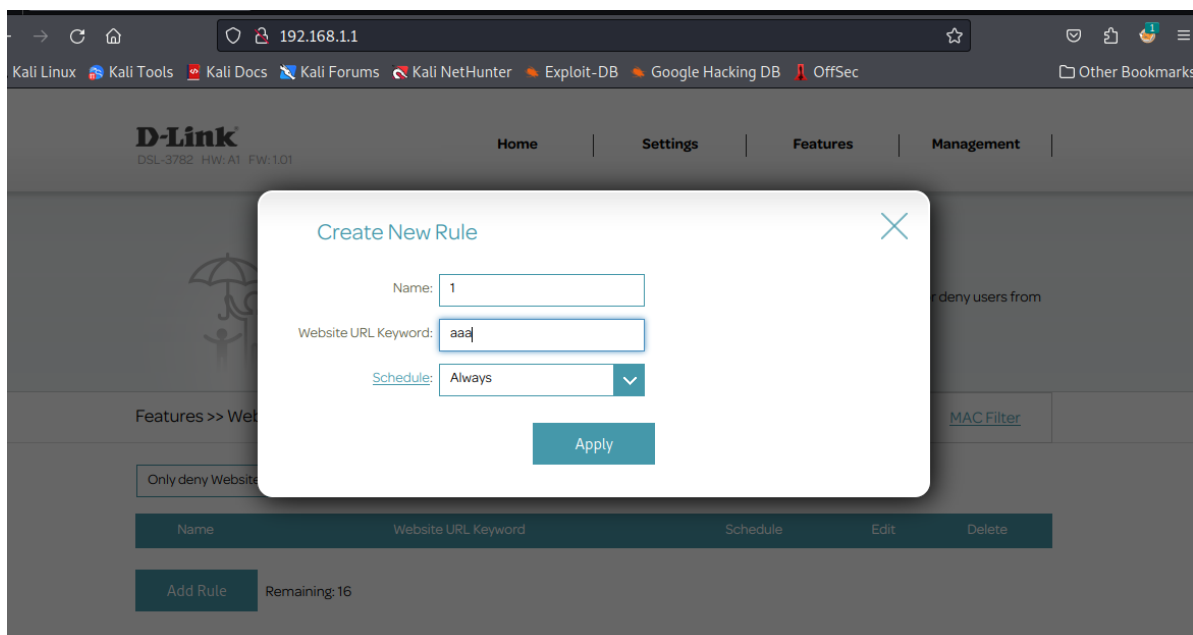 192.168.1.1
Kali Linux Kali Tools Kali Docs Kali Forums Kali NetHunter Exploit-DB Google Hacking DB OffSec Other Bookmarks
D-Link
DSL-3782 HW:A1 FW:1.01
Home Settings Features Management
Create New Rule
Name: 1
r deny users from
Website URL Keyword: aaa
Schedule: Always
Features >> Web
MAC Filter
Apply
Only deny Website
Name Website URL Keyword Schedule Edit Delete
Add Rule Remaining: 16